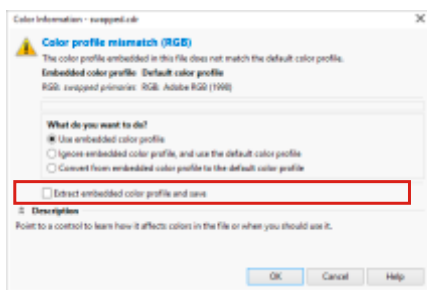 Color Information - swapped.cdr
Color profile mismatch (RGB)
The color profile embedded in this file does not match the default color profile.
Embedded color profile Default color profile
RGB: swapped primaries RGB: Adobe RGB (1998)
What do you want to do?
Use embedded color profile
Ignore embedded color profile, and use the default color profile
Convert from embedded color profile to the default color profile
Extract embedded color profile and save
Description
Point to a control to learn how it affects colors in the file or when you should use it.
OK Cancel Help